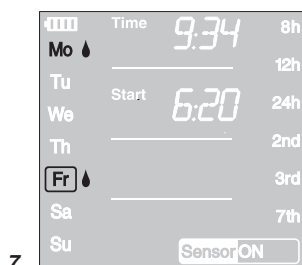 Time 9:34 8h
Mo
12h
Tu
Start 6:20 24h
We
2nd
Th
Fr 3rd
Sa 7th
Su Sensor ON
7